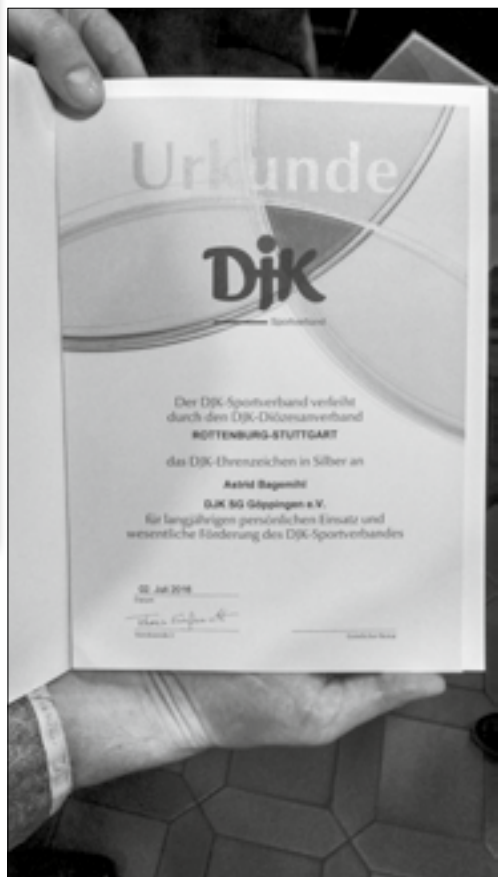 Urkunde
DJK
Sportverband
Der DJK-Sportverband verleiht
durch den DJK-Diözesanverband
ROTTENBURG-STUTTGART
das DJK-Ehrenzeichen in Silber an
Astrid Bagemihl
DJK SG Göppingen e.V.
für langjährigen persönlichen Einsatz und
wesentliche Förderung des DJK-Sportverbandes
02. Juli 2016